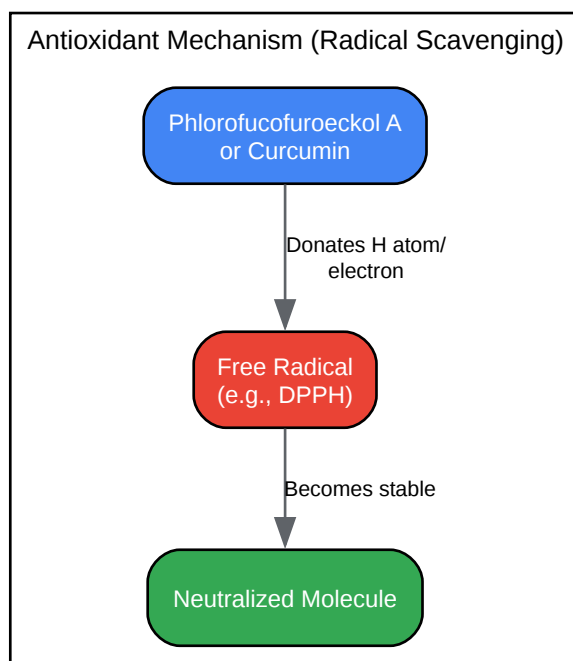 Antioxidant Mechanism (Radical Scavenging)
Phlorofucofuroeckol A
or Curcumin
Donates H atom/
electron
Free Radical
(e.g., DPPH)
Becomes stable
Neutralized Molecule